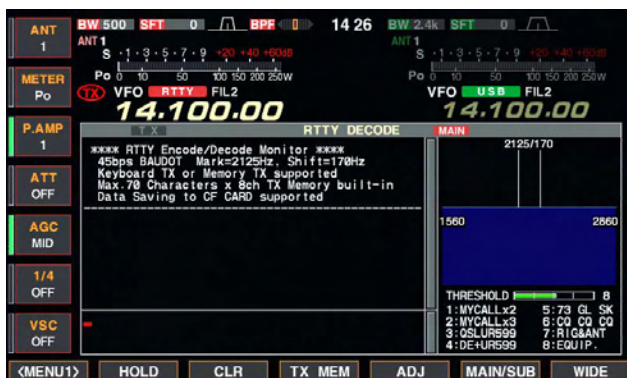 ANT
1
BW 500 SFT 0 BPF 14 26 BW 2.4k SFT 0
ANT 1 ANT 1
S 1 3 5 7 9 +20 +40 +60dB S 1 3 5 7 9 +20 +40 +60dB
METER
Po
Po 0 10 50 100 150 200 250W Po 0 10 50 100 150 200 250W
TX VFO RTTY FIL2 VFO USB FIL2
14.100.00 14.100.00
P.AMP
1
TX RTTY DECODE MAIN
**** RTTY Encode/Decode Monitor ****
45bps BAUDOT Mark=2125Hz, Shift=170Hz
Keyboard TX or Memory TX supported
Max.70 Characters x 8ch TX Memory built-in
Data Saving to CF CARD supported
2125/170
1560 2860
ATT
OFF
AGC
MID
1/4
OFF
VSC
OFF
THRESHOLD 8
1:MYCALLx2 5:73 GL SK
2:MYCALLx3 6:CQ CQ CQ
3:QSLUR599 7:RIG&ANT
4:DE+UR599 8:EQUIP.
<MENU1> HOLD CLR TX MEM ADJ MAIN/SUB WIDE